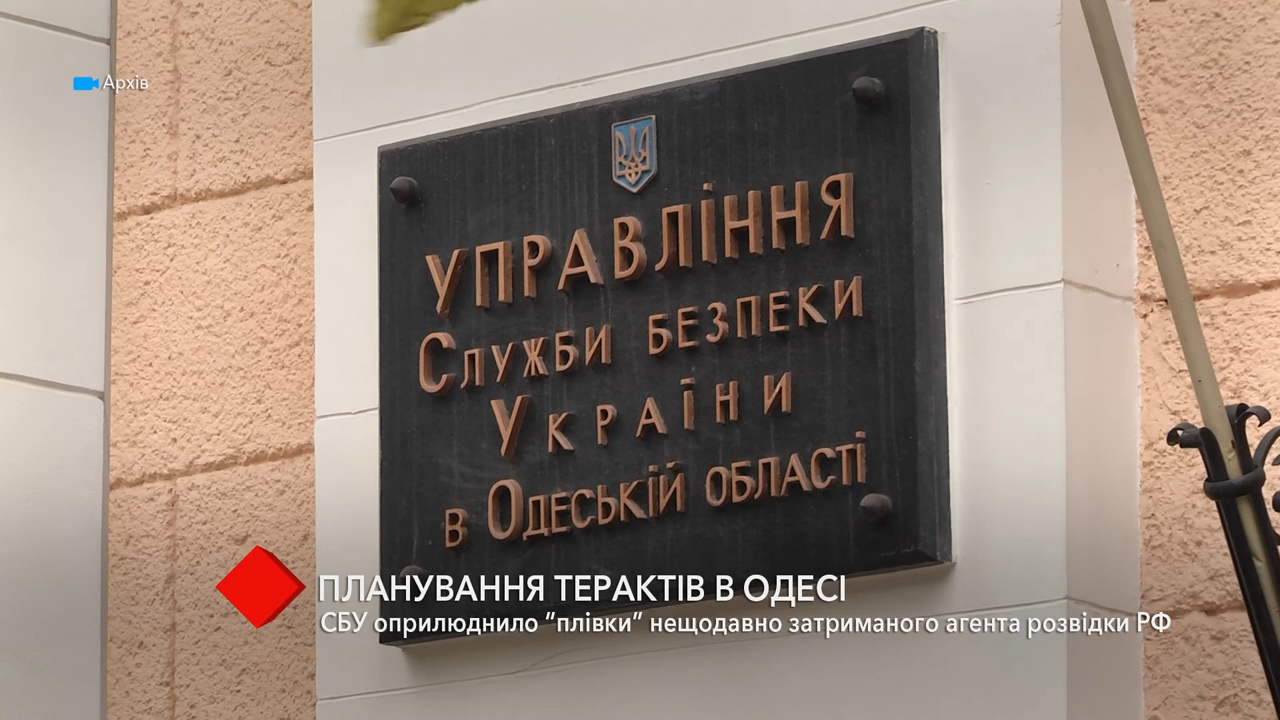 Архів
УПРАВЛІННЯ
СЛУЖБИ БЕЗПЕКИ
УКРАЇНИ
В ОДЕСЬКІЙ ОБЛАСТІ
ПЛАНУВАННЯ ТЕРАКТІВ В ОДЕСІ
СБУ оприлюднило “плівки” нещодавно затриманого агента розвідки РФ